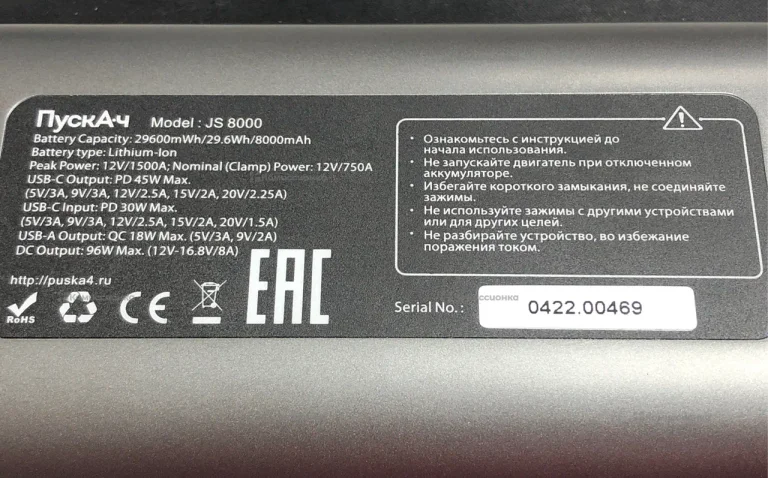 ПускА·ч Model : JS 8000
Battery Capacity: 29600mWh/29.6Wh/8000mAh
Battery type: Lithium-Ion
Peak Power: 12V/1500A; Nominal (Clamp) Power: 12V/750A
USB-C Output: PD 45W Max.
(5V/3A, 9V/3A, 12V/2.5A, 15V/2A, 20V/2.25A)
USB-C Input: PD 30W Max.
(5V/3A, 9V/3A, 12V/2.5A, 15V/2A, 20V/1.5A)
USB-A Output: QC 18W Max. (5V/3A, 9V/2A)
DC Output: 96W Max. (12V-16.8V/8A)
http://puska4.ru
RoHS
CE
EAC
• Ознакомьтесь с инструкцией до
начала использования.
• Не запускайте двигатель при отключенном
аккумуляторе.
• Избегайте короткого замыкания, не соединяйте
зажимы.
• Не используйте зажимы с другими устройствами
или для других целей.
• Не разбирайте устройство, во избежание
поражения током.
Serial No. : 0422.00469